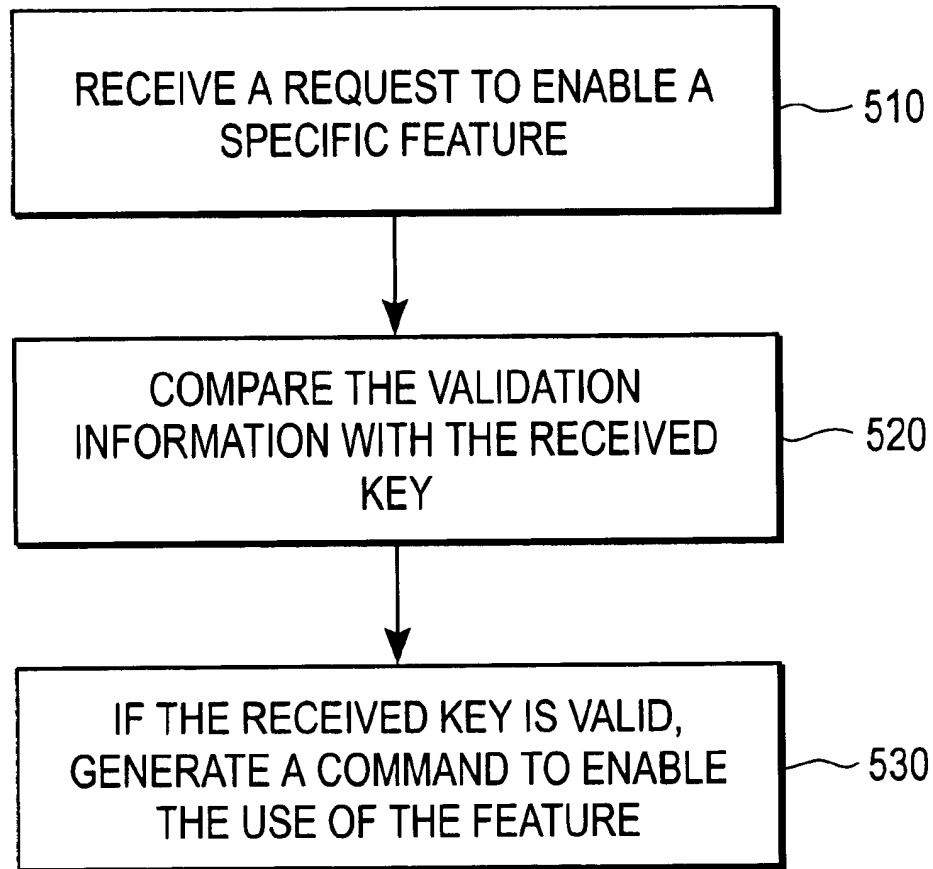 RECEIVE A REQUEST TO ENABLE A
SPECIFIC FEATURE
510
COMPARE THE VALIDATION
INFORMATION WITH THE RECEIVED
KEY
520
IF THE RECEIVED KEY IS VALID,
GENERATE A COMMAND TO ENABLE
THE USE OF THE FEATURE
530